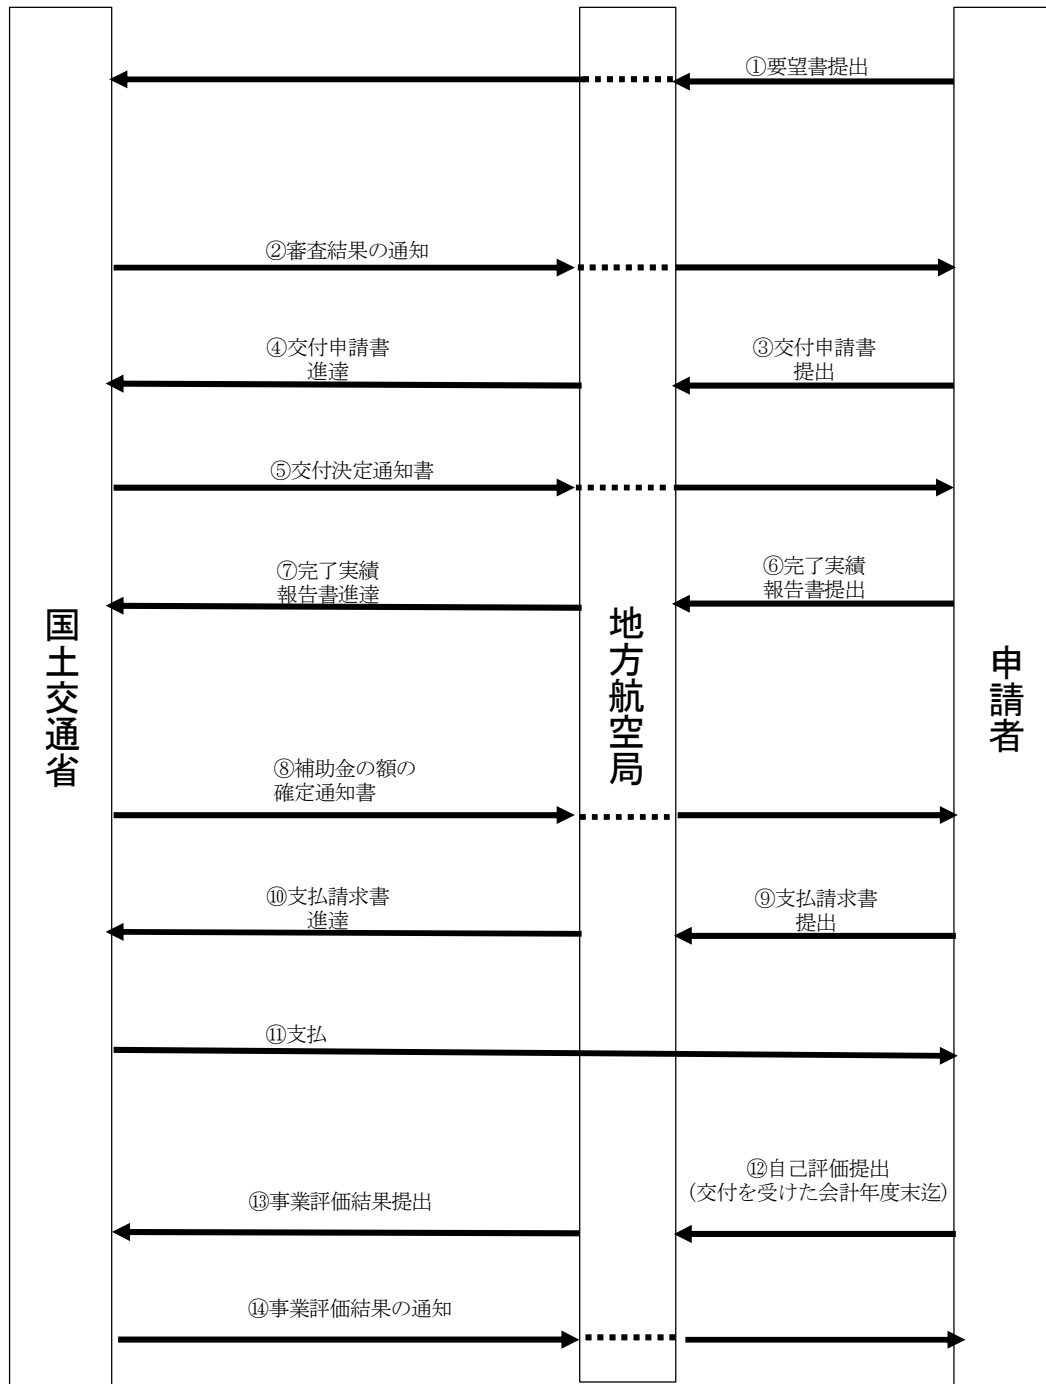 ①要望書提出
②審査結果の通知
④交付申請書
進達
③交付申請書
提出
⑤交付決定通知書
⑦完了実績
報告書進達
⑥完了実績
報告書提出
国土交通省
地方航空局
申請者
⑧補助金の額の
確定通知書
⑩支払請求書
進達
⑨支払請求書
提出
⑪支払
⑫自己評価提出
(交付を受けた会計年度末迄)
⑬事業評価結果提出
⑭事業評価結果の通知